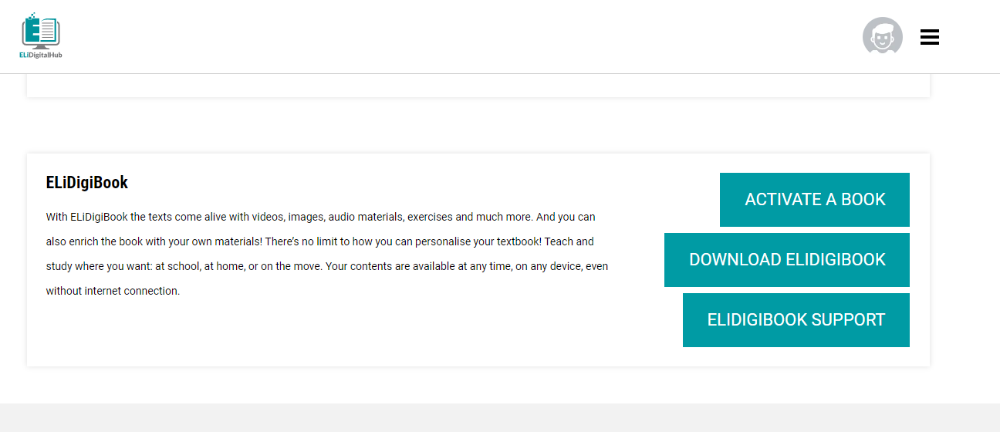 ELiDigitalHub
ELiDigiBook
With ELiDigiBook the texts come alive with videos, images, audio materials, exercises and much more. And you can
also enrich the book with your own materials! There's no limit to how you can personalise your textbook! Teach and
study where you want: at school, at home, or on the move. Your contents are available at any time, on any device, even
without internet connection.
ACTIVATE A BOOK
DOWNLOAD ELIDIGIBOOK
ELIDIGIBOOK SUPPORT